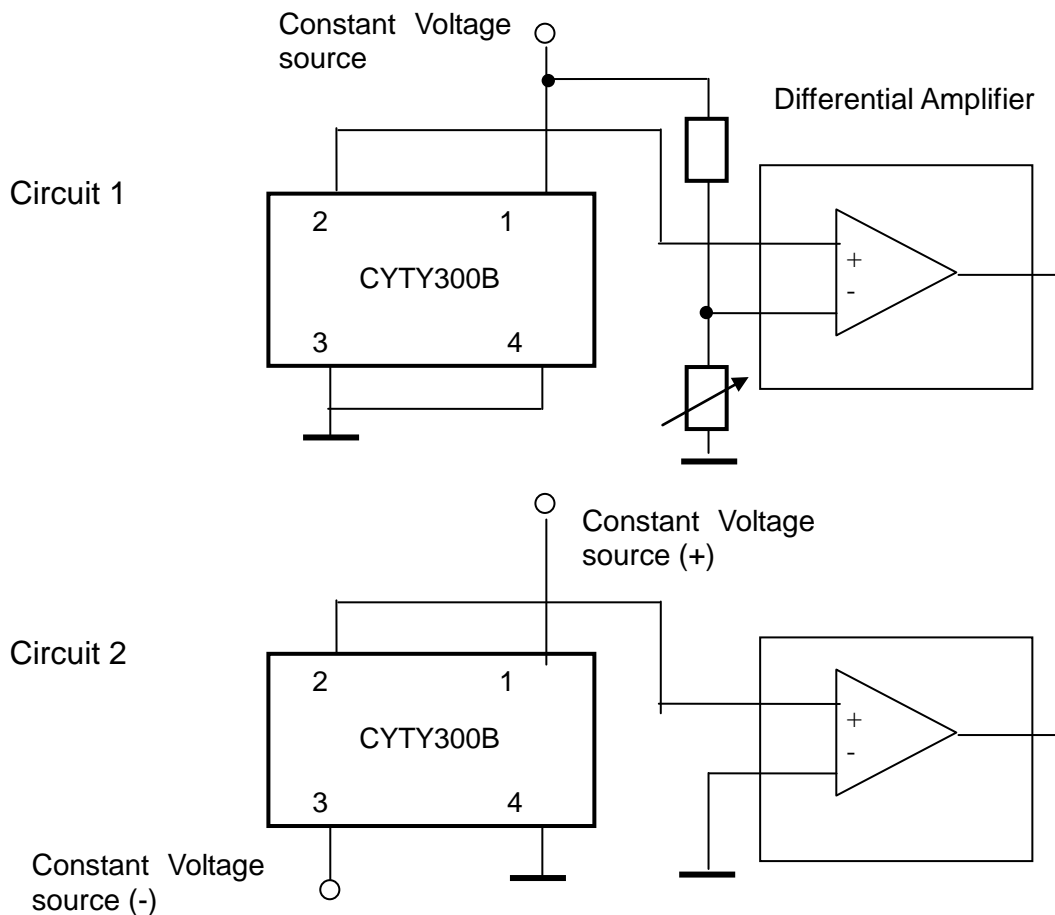 Constant Voltage
source
Differential Amplifier
Circuit 1
2 1
CYTY300B
+
-
3 4
Constant Voltage
source (+)
Circuit 2
2 1
CYTY300B
+
-
3 4
Constant Voltage
source (-)